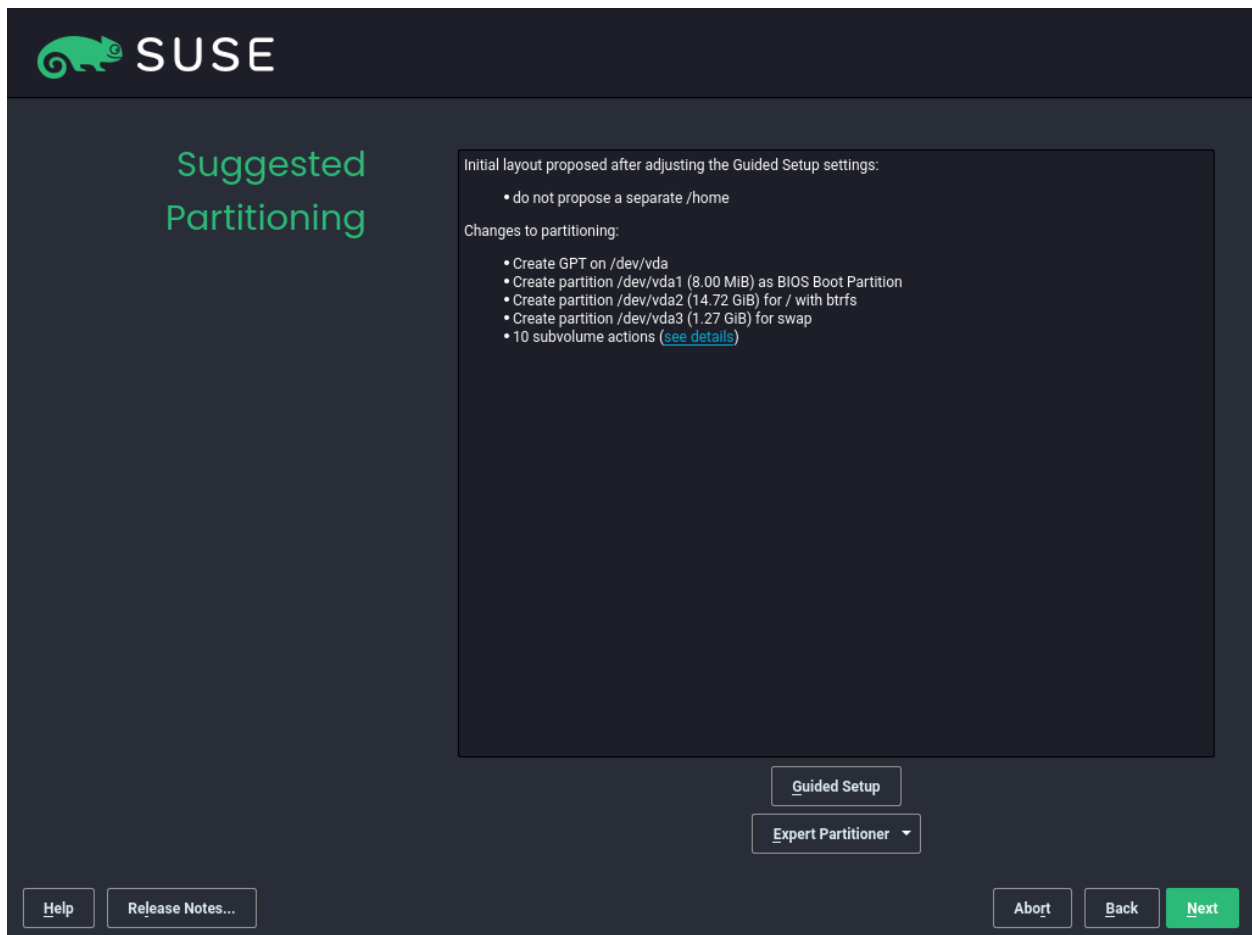 SUSE
Suggested
Partitioning
Initial layout proposed after adjusting the Guided Setup settings:
• do not propose a separate /home
Changes to partitioning:
• Create GPT on /dev/vda
• Create partition /dev/vda1 (8.00 MiB) as BIOS Boot Partition
• Create partition /dev/vda2 (14.72 GiB) for / with btrfs
• Create partition /dev/vda3 (1.27 GiB) for swap
• 10 subvolume actions (see details)
Guided Setup
Expert Partitioner
Help
Release Notes...
Abort
Back
Next